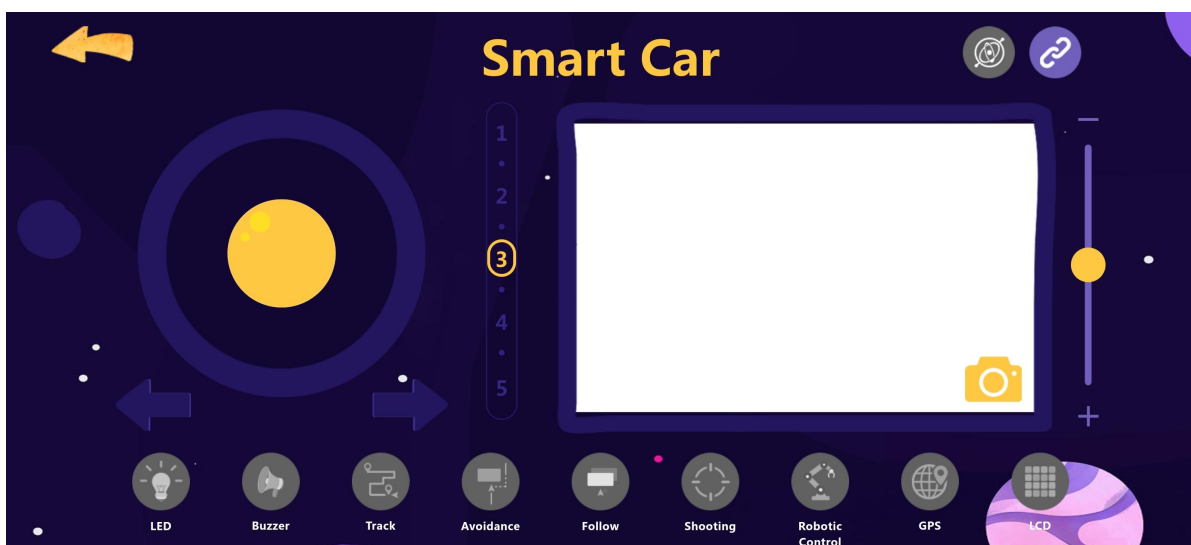 Smart Car
1
2
3
4
5
−
+
LED
Buzzer
Track
Avoidance
Follow
Shooting
Robotic
Control
GPS
LCD